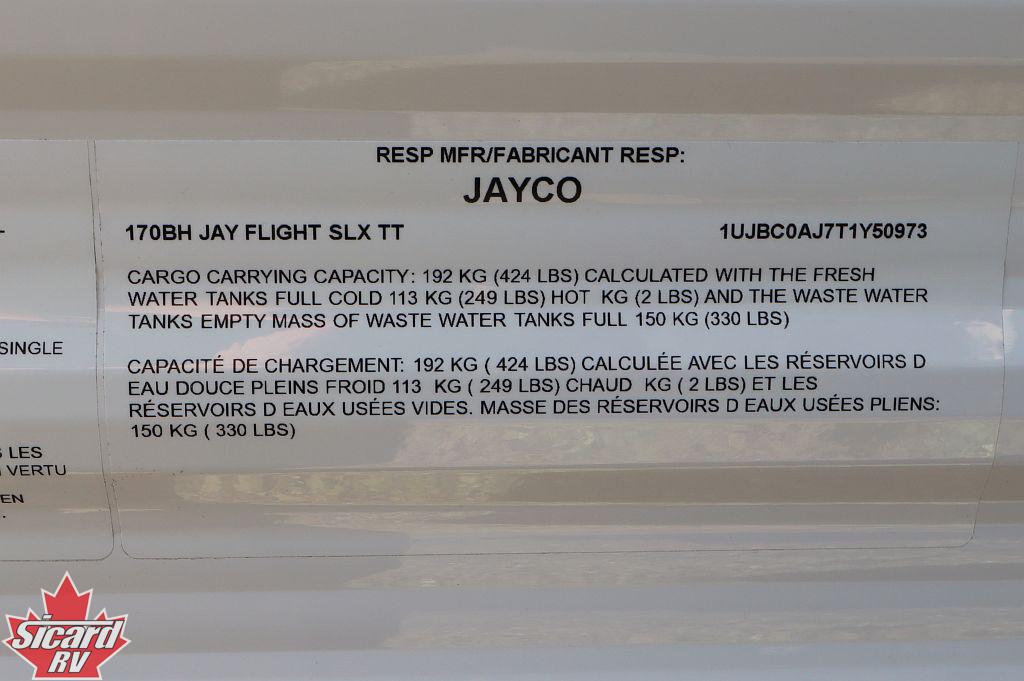 RESP MFR/FABRICANT RESP:
JAYCO
170BH JAY FLIGHT SLX TT 1UJBC0AJ7T1Y50973
CARGO CARRYING CAPACITY: 192 KG (424 LBS) CALCULATED WITH THE FRESH
WATER TANKS FULL COLD 113 KG (249 LBS) HOT KG (2 LBS) AND THE WASTE WATER
TANKS EMPTY MASS OF WASTE WATER TANKS FULL 150 KG (330 LBS)
CAPACITÉ DE CHARGEMENT: 192 KG ( 424 LBS) CALCULÉE AVEC LES RÉSERVOIRS D
EAU DOUCE PLEINS FROID 113 KG ( 249 LBS) CHAUD KG ( 2 LBS) ET LES
RÉSERVOIRS D EAUX USÉES VIDES. MASSE DES RÉSERVOIRS D EAUX USÉES PLIENS:
150 KG ( 330 LBS)
SINGLE
LES
VERTU
EN
Sicard
RV